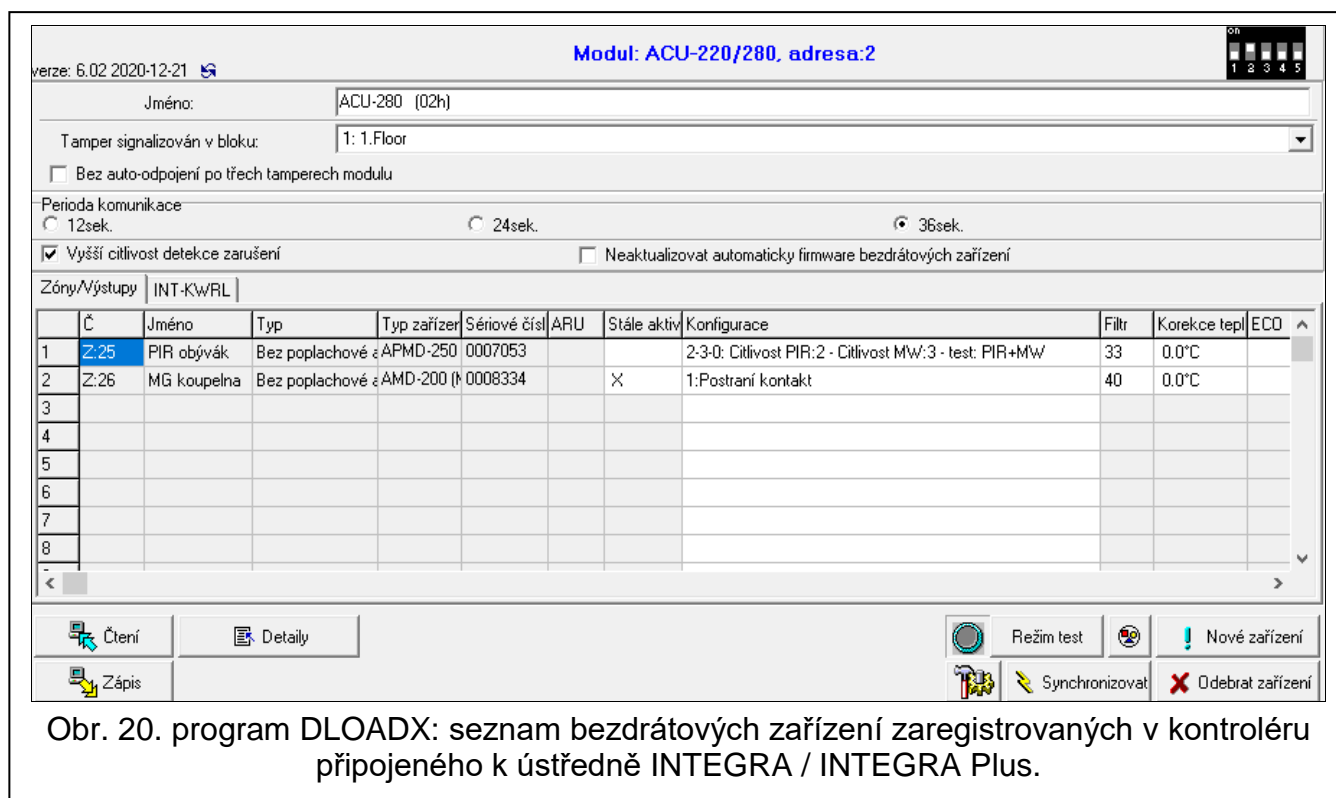 Modul: ACU-220/280, adresa:2
on
1 2 3 4 5
verze: 6.02 2020-12-21
Jméno: ACU-280 (02h)
Tamper signalizován v bloku: 1: 1.Floor
Bez auto-odpojení po třech tamperech modulu
Perioda komunikace
12sek. 24sek. 36sek.
Vyšší citlivost detekce zarušení Neaktualizovat automaticky firmware bezdrátových zařízení
Zóny/Výstupy INT-KWRL
Č Jméno Typ Typ zařízer Sériové čísl ARU Stále aktiv Konfigurace Filtr Korekce tepl ECO
1 Z:25 PIR obývák Bez poplachové a APMD-250 0007053 2-3-0: Citlivost PIR:2 - Citlivost MW:3 - test: PIR+MW 33 0.0°C
2 Z:26 MG koupelna Bez poplachové a AMD-200 (M 0008334 X 1:Postraní kontakt 40 0.0°C
3
4
5
6
7
8
Čtení Detaily Režim test Nové zařízení
Zápis Synchronizovat Odebrat zařízení
Obr. 20. program DLOADX: seznam bezdrátových zařízení zaregistrovaných v kontroléru
připojeného k ústředně INTEGRA / INTEGRA Plus.